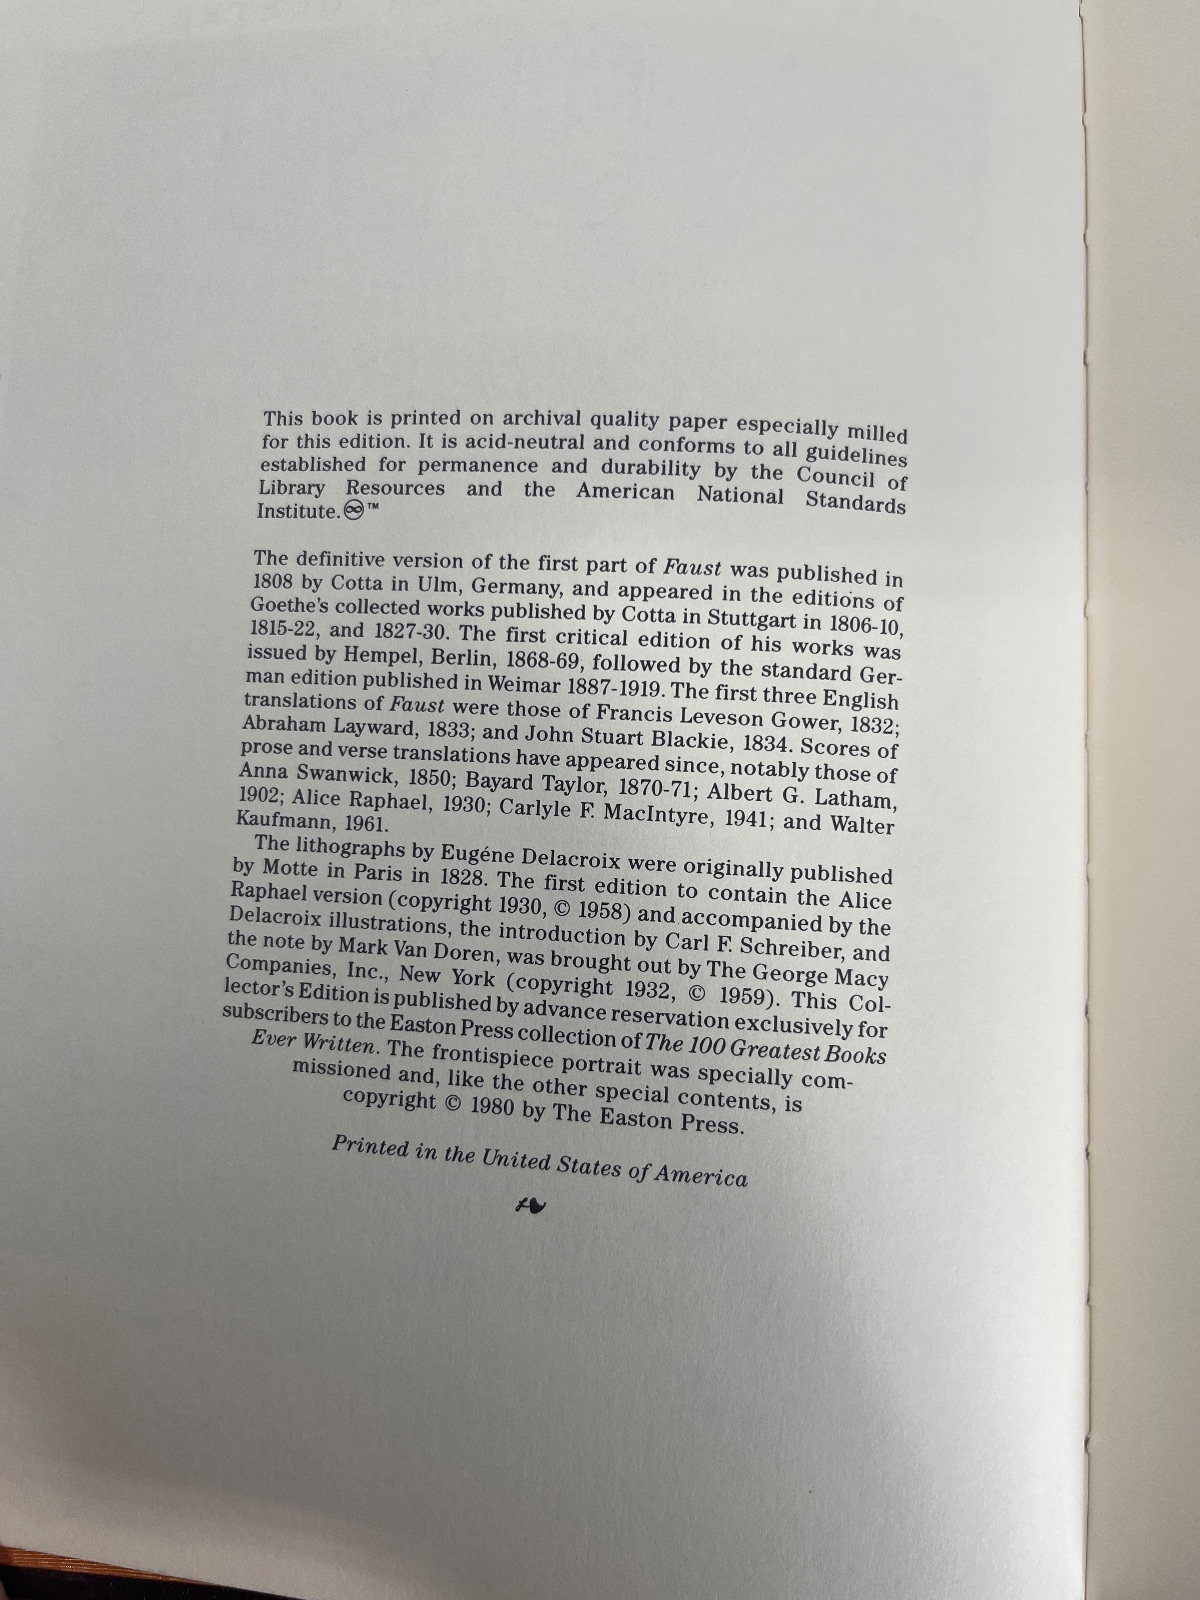 This book is printed on archival quality paper especially milled
for this edition. It is acid-neutral and conforms to all guidelines
established for permanence and durability by the Council of
Library Resources and the American National Standards
Institute.♾™
The definitive version of the first part of Faust was published in
1808 by Cotta in Ulm, Germany, and appeared in the editions of
Goethe's collected works published by Cotta in Stuttgart in 1806-10,
1815-22, and 1827-30. The first critical edition of his works was
issued by Hempel, Berlin, 1868-69, followed by the standard Ger-
man edition published in Weimar 1887-1919. The first three English
translations of Faust were those of Francis Leveson Gower, 1832;
Abraham Layward, 1833; and John Stuart Blackie, 1834. Scores of
prose and verse translations have appeared since, notably those of
Anna Swanwick, 1850; Bayard Taylor, 1870-71; Albert G. Latham,
1902; Alice Raphael, 1930; Carlyle F. MacIntyre, 1941; and Walter
Kaufmann, 1961.
The lithographs by Eugéne Delacroix were originally published
by Motte in Paris in 1828. The first edition to contain the Alice
Raphael version (copyright 1930, © 1958) and accompanied by the
Delacroix illustrations, the introduction by Carl F. Schreiber, and
the note by Mark Van Doren, was brought out by The George Macy
Companies, Inc., New York (copyright 1932, © 1959). This Col-
lector's Edition is published by advance reservation exclusively for
subscribers to the Easton Press collection of The 100 Greatest Books
Ever Written. The frontispiece portrait was specially com-
missioned and, like the other special contents, is
copyright © 1980 by The Easton Press.
Printed in the United States of America